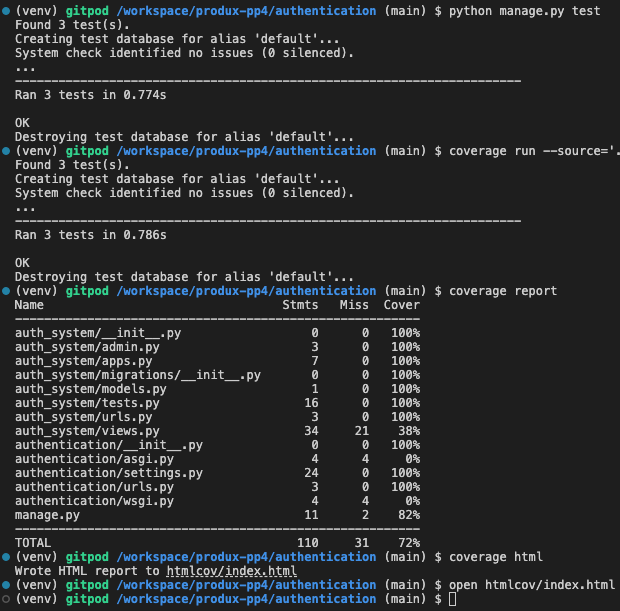 (venv) gitpod /workspace/produx-pp4/authentication (main) $ python manage.py test
Found 3 test(s).
Creating test database for alias 'default'...
System check identified no issues (0 silenced).
...
----------------------------------------------------------------------
Ran 3 tests in 0.774s

OK
Destroying test database for alias 'default'...
(venv) gitpod /workspace/produx-pp4/authentication (main) $ coverage run --source='.
Found 3 test(s).
Creating test database for alias 'default'...
System check identified no issues (0 silenced).
...
----------------------------------------------------------------------
Ran 3 tests in 0.786s

OK
Destroying test database for alias 'default'...
(venv) gitpod /workspace/produx-pp4/authentication (main) $ coverage report
Name                                 Stmts   Miss  Cover
--------------------------------------------------------
auth_system/__init__.py                  0      0   100%
auth_system/admin.py                     3      0   100%
auth_system/apps.py                      7      0   100%
auth_system/migrations/__init__.py       0      0   100%
auth_system/models.py                    1      0   100%
auth_system/tests.py                    16      0   100%
auth_system/urls.py                      3      0   100%
auth_system/views.py                    34     21    38%
authentication/__init__.py               0      0   100%
authentication/asgi.py                   4      4     0%
authentication/settings.py              24      0   100%
authentication/urls.py                   3      0   100%
authentication/wsgi.py                   4      4     0%
manage.py                               11      2    82%
--------------------------------------------------------
TOTAL                                  110     31    72%
(venv) gitpod /workspace/produx-pp4/authentication (main) $ coverage html
Wrote HTML report to htmlcov/index.html
(venv) gitpod /workspace/produx-pp4/authentication (main) $ open htmlcov/index.html
(venv) gitpod /workspace/produx-pp4/authentication (main) $